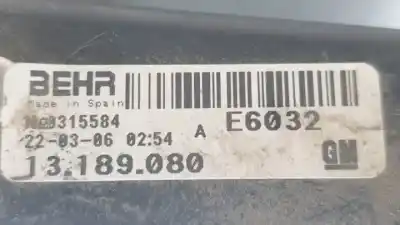 BEHR
Made in Spain
E6032
22-03-06 02:54 A
13.189.080
GM